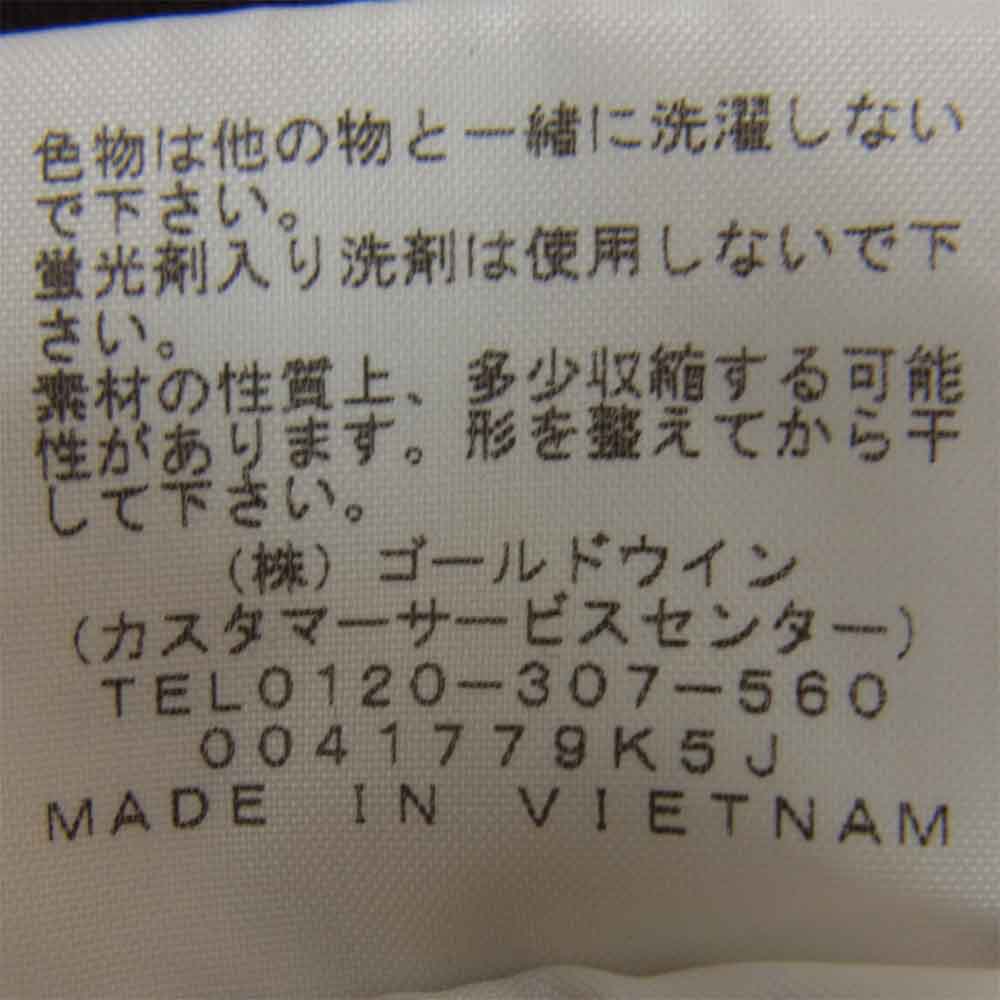 色物は他の物と一緒に洗濯しない
で下さい。
蛍光剤入り洗剤は使用しないで下
さい。
素材の性質上、多少収縮する可能
性があります。形を整えてから干
して下さい。
(株)ゴールドウイン
(カスタマーサービスセンター)
TEL0120-307-560
0041779K5J
MADE IN VIETNAM